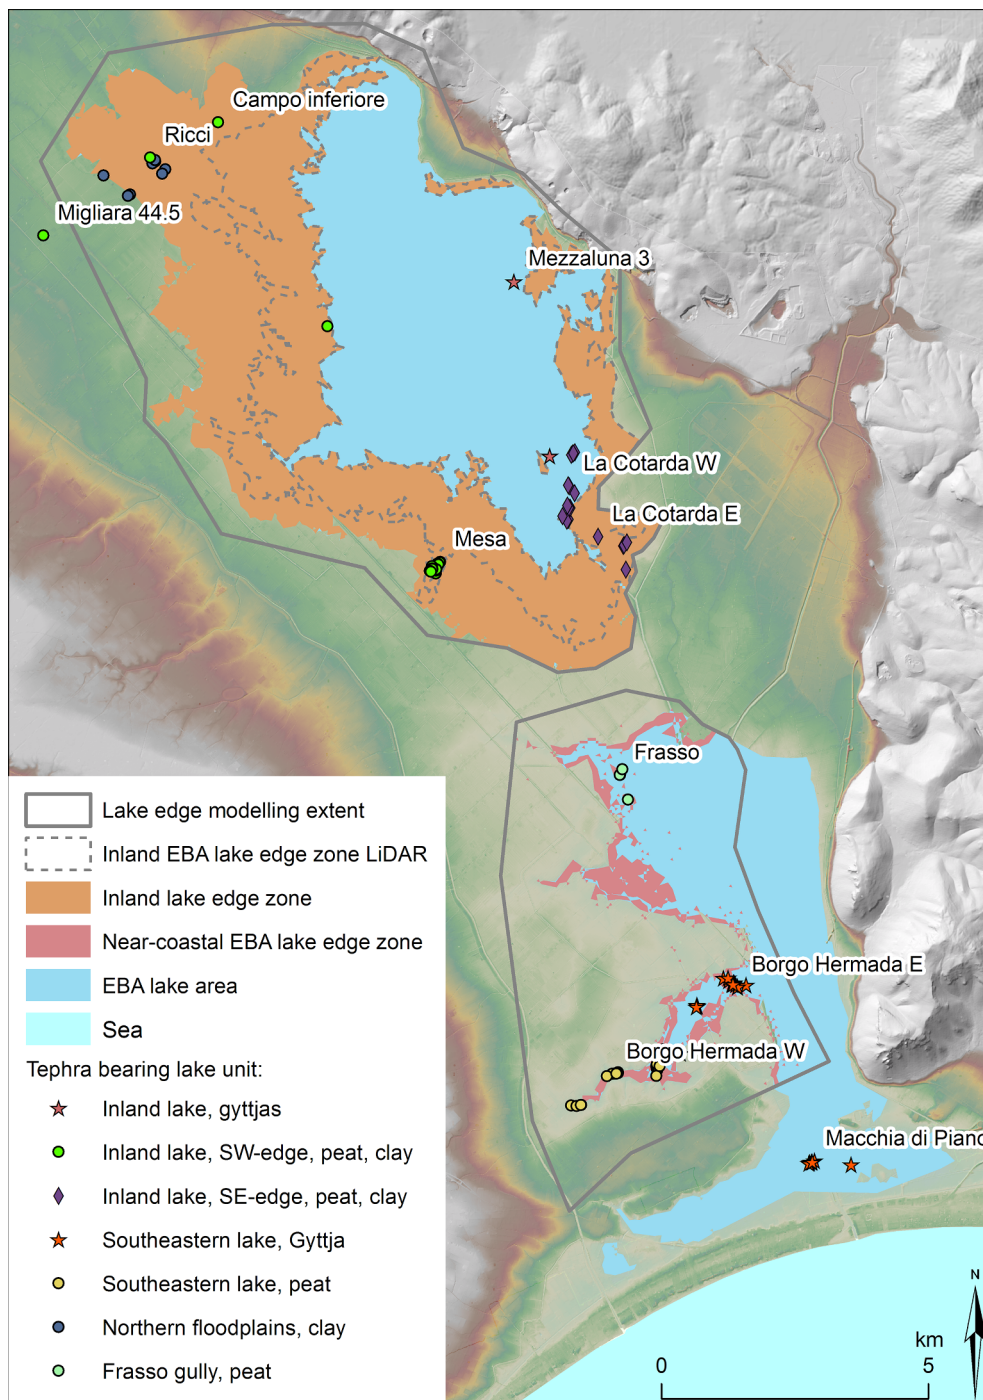 Campo inferiore
Ricci
Migliara 44.5
Mezzaluna 3
La Cotarda W
La Cotarda E
Mesa
Frasso
Borgo Hermada E
Borgo Hermada W
Macchia di Piano
Lake edge modelling extent
Inland EBA lake edge zone LiDAR
Inland lake edge zone
Near-coastal EBA lake edge zone
EBA lake area
Sea
Tephra bearing lake unit:
Inland lake, gyttjas
Inland lake, SW-edge, peat, clay
Inland lake, SE-edge, peat, clay
Southeastern lake, Gyttja
Southeastern lake, peat
Northern floodplains, clay
Frasso gully, peat
N
km
0 5